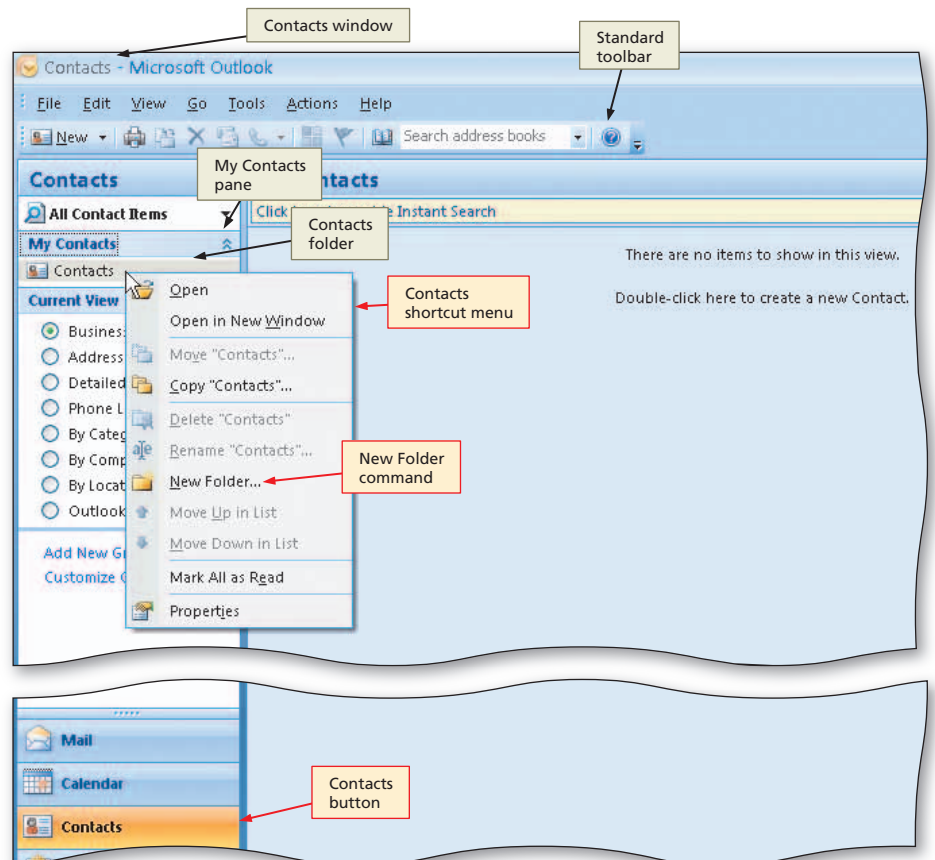 Contacts window
Standard
toolbar
Contacts - Microsoft Outlook
File Edit View Go Tools Actions Help
New Search address books
My Contacts
pane
Contacts
All Contact Items
Instant Search
Contacts
folder
My Contacts
Contacts
There are no items to show in this view.
Double-click here to create a new Contact.
Current View
Open
Open in New Window
Contacts
shortcut menu
Move "Contacts"...
Copy "Contacts"...
Delete "Contacts"
Rename "Contacts"...
New Folder...
New Folder
command
Move Up in List
Move Down in List
Mark All as Read
Properties
Address
Detailed
Phone L
By Categ
By Comp
By Locat
Outlook
Add New
Customize
Mail
Calendar
Contacts
button
Contacts